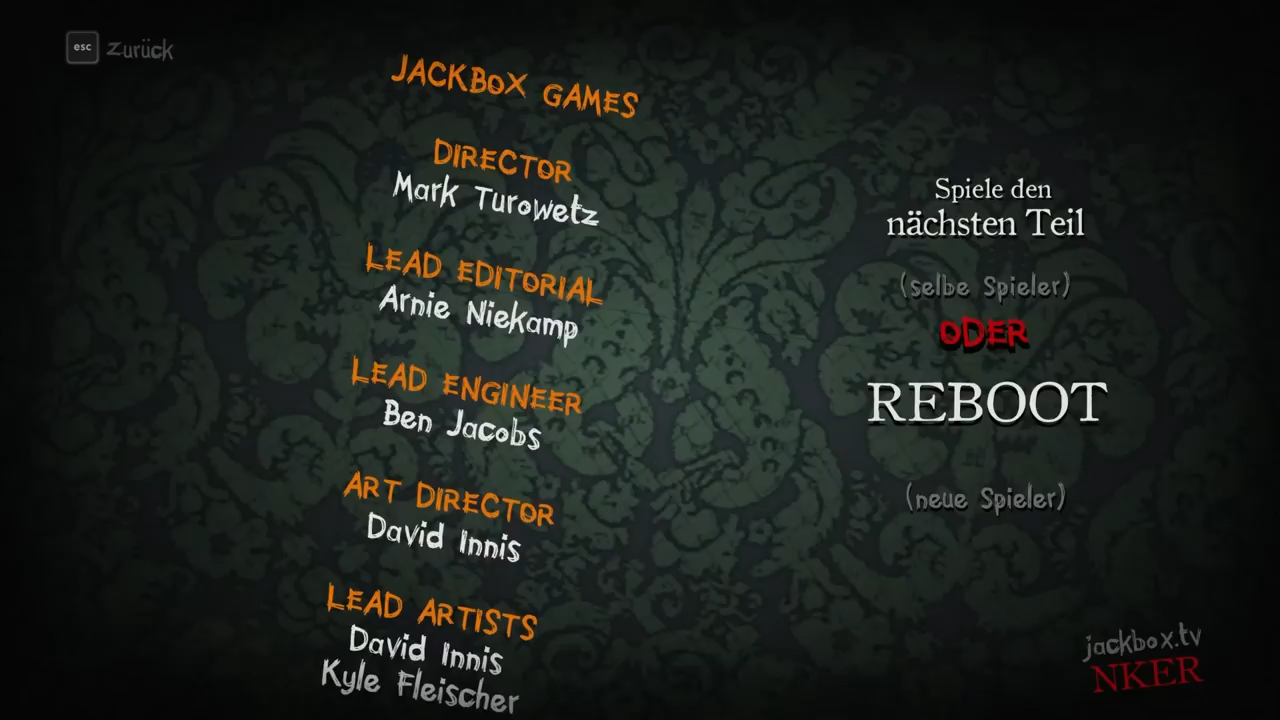 esc Zurück
JACKBOX GAMES
DIRECTOR
Mark Turowetz
LEAD EDITORIAL
Arnie Niekamp
LEAD ENGINEER
Ben Jacobs
ART DIRECTOR
David Innis
LEAD ARTISTS
David Innis
Kyle Fleischer
Spiele den
nächsten Teil
(selbe Spieler)
ODER
REBOOT
(neue Spieler)
jackbox.tv
NKER